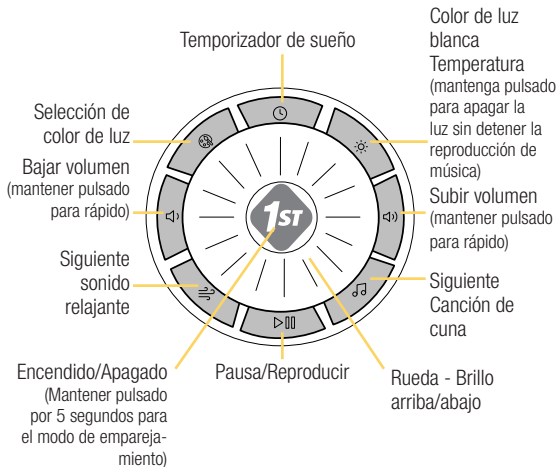 Temporizador de sueño
Color de luz
blanca
Temperatura
(mantenga pulsado
para apagar la
luz sin detener la
reproducción de
música)
Selección de
color de luz
Bajar volumen
(mantener pulsado
para rápido)
Subir volumen
(mantener pulsado
para rápido)
1ST
Siguiente
sonido
relajante
Siguiente
Canción de
cuna
Encendido/Apagado
(Mantener pulsado
por 5 segundos para
el modo de empareja-
miento)
Pausa/Reproducir
Rueda - Brillo
arriba/abajo